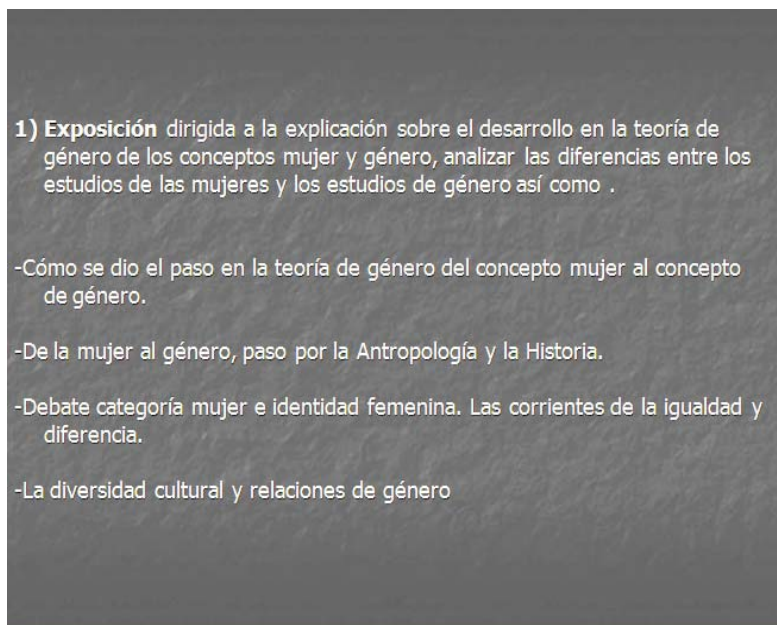 1) Exposición dirigida a la explicación sobre el desarrollo en la teoría de
género de los conceptos mujer y género, analizar las diferencias entre los
estudios de las mujeres y los estudios de género así como .
-Cómo se dio el paso en la teoría de género del concepto mujer al concepto
de género.
-De la mujer al género, paso por la Antropología y la Historia.
-Debate categoría mujer e identidad femenina. Las corrientes de la igualdad y
diferencia.
-La diversidad cultural y relaciones de género